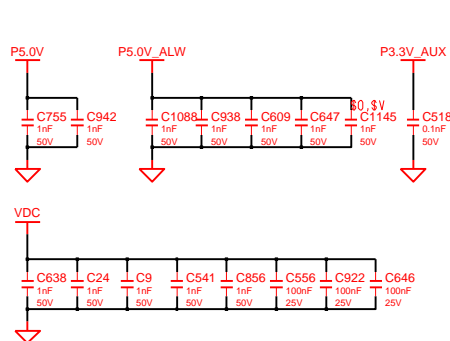 P5.0V P5.0V_ALW P3.3V_AUX
$0,$V
C755 C942 C1088 C938 C609 C647 C1145 C518
1nF 1nF 1nF 1nF 1nF 1nF 1nF 0.1nF
50V 50V 50V 50V 50V 50V 50V 50V
VDC
C638 C24 C9 C541 C856 C556 C922 C646
1nF 1nF 1nF 1nF 1nF 100nF 100nF 100nF
50V 50V 50V 50V 50V 25V 25V 25V